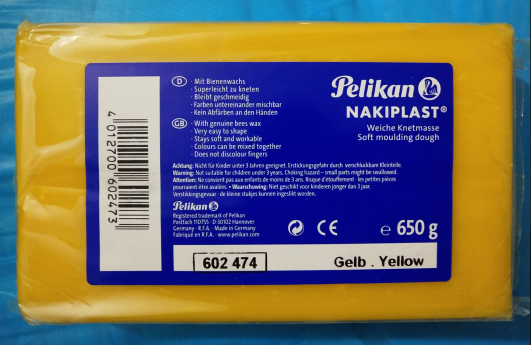 4 012700 602473
D · Mit Bienenwachs
· Superleicht zu kneten
· Bleibt geschmeidig
· Farben untereinander mischbar
· Kein Abfärben an den Händen
GB · With genuine bees wax
· Very easy to shape
· Stays soft and workable
· Colours can be mixed together
· Does not discolour fingers
Pelikan
NAKIPLAST®
Weiche Knetmasse
Soft moulding dough
Achtung: Nicht für Kinder unter 3 Jahren geeignet. Erstickungsgefahr durch verschluckbare Kleinteile.
Warning: Not suitable for children under 3 years. Choking hazard – small parts might be swallowed.
Attention: Ne convient pas aux enfants de moins de 3 ans. Risque d'étouffement - les petites pièces
pourraient être avalées. • Waarschuwing: Niet geschikt voor kinderen jonger dan 3 jaar.
Verstikkingsgevaar - de kleine stukjes kunnen ingeslikt worden.
Pelikan
Registered trademark of Pelikan
Postfach 110755 · D-30102 Hannover
Germany · R.F.A. · Made in Germany
Fabriqué en R.F.A. · www.pelikan.com
CE
e 650 g
602 474
Gelb . Yellow